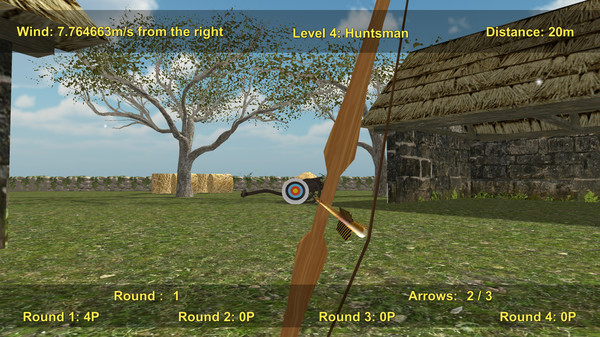 Wind: 7.764663m/s from the right
Level 4: Huntsman
Distance: 20m
Round : 1
Arrows: 2 / 3
Round 1: 4P
Round 2: 0P
Round 3: 0P
Round 4: 0P